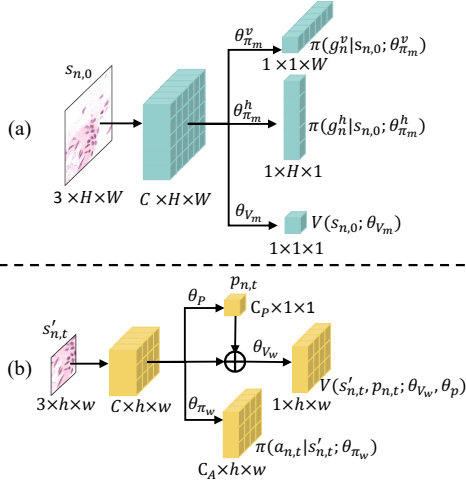 θ^v_{π_m}
π(g^v_n|s_{n,0}; θ^v_{π_m})
1×1×W
s_{n,0}
(a)
θ^h_{π_m}
π(g^h_n|s_{n,0}; θ^h_{π_m})
1×H×1
3 ×H×W
C ×H×W
θ_{V_m}
V(s_{n,0}; θ_{V_m})
1×1×1
p_{n,t}
θ_P
C_P×1×1
s′_{n,t}
θ_{V_w}
(b)
V(s′_{n,t}, p_{n,t}; θ_{V_w}, θ_p)
3×h×w
C×h×w
1×h×w
θ_{π_w}
π(a_{n,t}|s′_{n,t}; θ_{π_w})
C_A×h×w